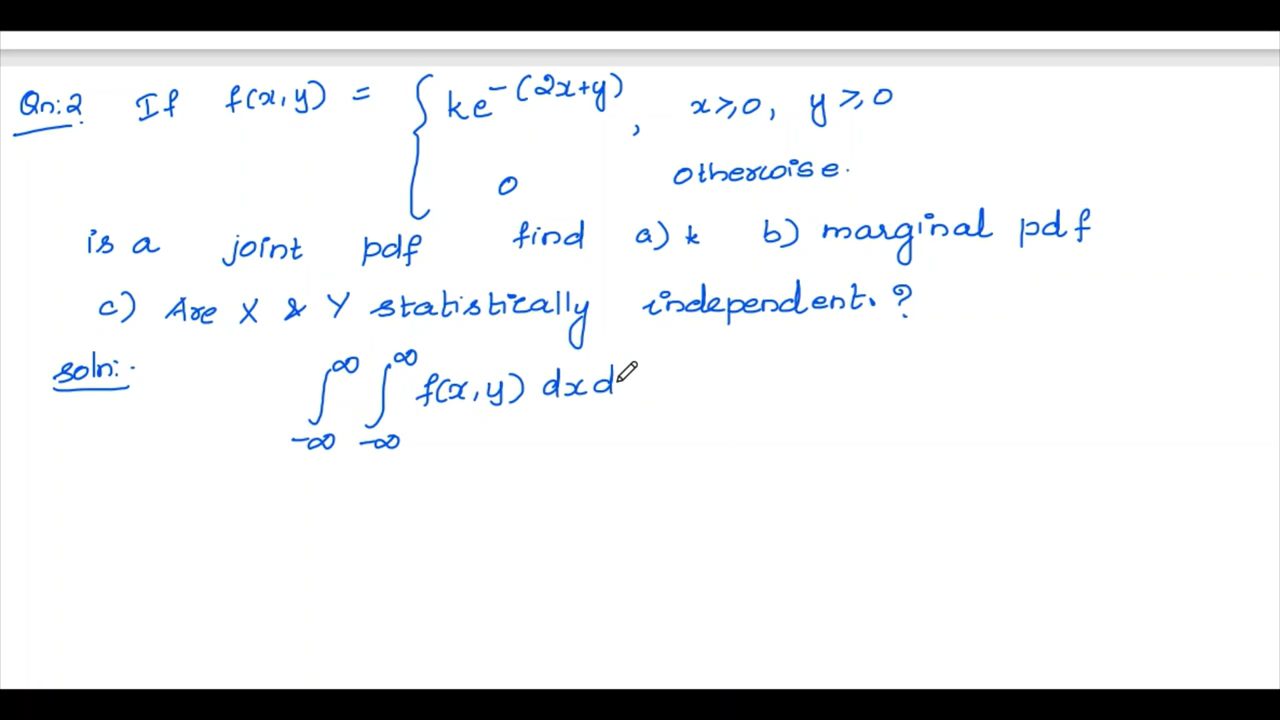 Qn:2 If f(x,y) = { ke^-(2x+y), x≥0, y≥0
0 otherwise.
is a joint pdf find a) k b) marginal pdf
c) Are X & Y statistically independent. ?
soln:- ∫_{-∞}^{∞} ∫_{-∞}^{∞} f(x,y) dx d